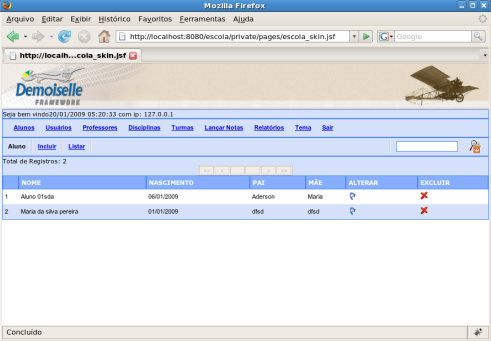 Mozilla Firefox
Arquivo Editar Exibir Histórico Favoritos Ferramentas Ajuda
http://localhost:8080/escola/private/pages/escola_skin.jsf
Google
http://localh...cola_skin.jsf
Demoiselle
FRAMEWORK
Seja bem vindo20/01/2009 05:20:33 com ip: 127.0.0.1
Alunos Usuários Professores Disciplinas Turmas Lançar Notas Relatórios Tema Sair
Aluno Incluir Listar
Total de Registros: 2
NOME NASCIMENTO PAI MÃE ALTERAR EXCLUIR
1 Aluno 01sda 06/01/2009 Aderson Maria
2 Maria da silva pereira 01/01/2009 dfsd dfsd
Concluído